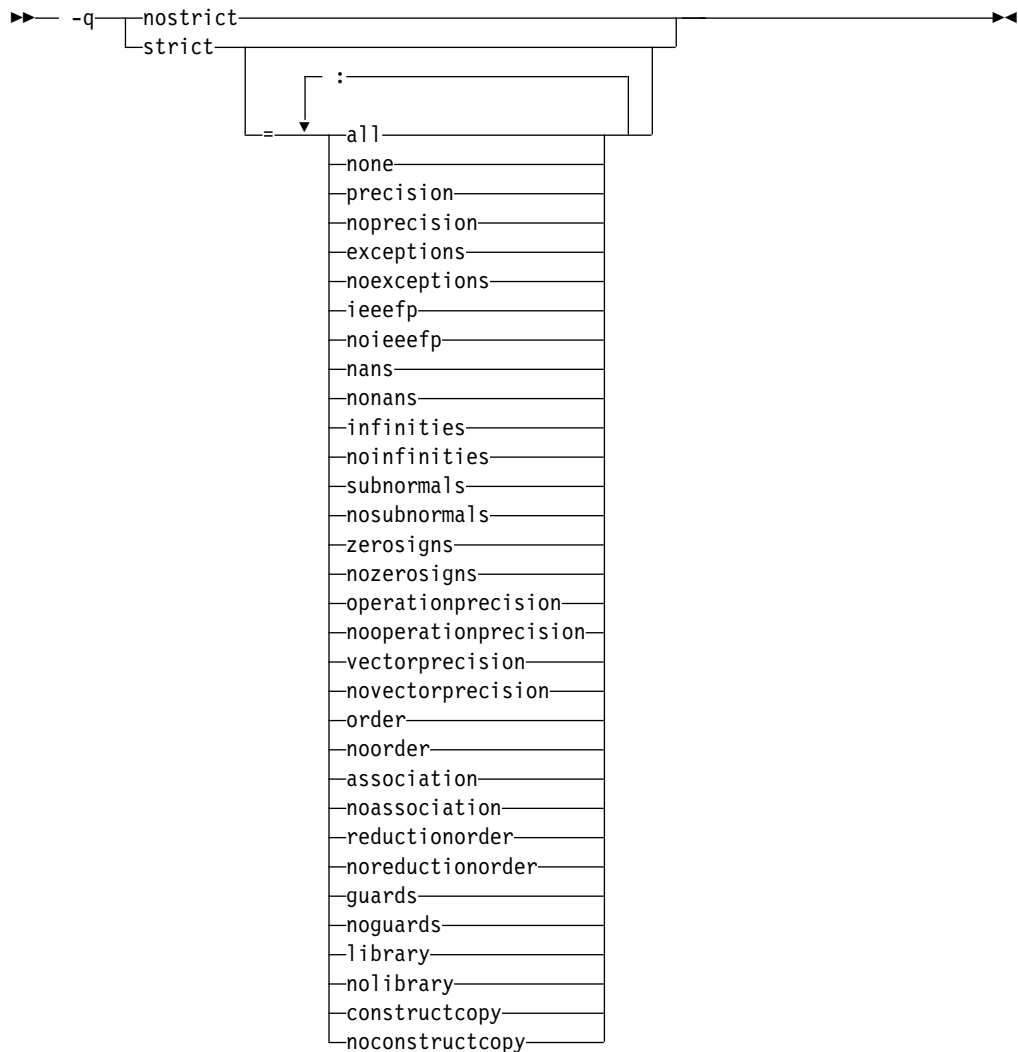 -q nostrict
strict
:
= all
none
precision
noprecision
exceptions
noexceptions
ieeefp
noieeefp
nans
nonans
infinities
noinfinities
subnormals
nosubnormals
zerosigns
nozerosigns
operationprecision
nooperationprecision
vectorprecision
novectorprecision
order
noorder
association
noassociation
reductionorder
noreductionorder
guards
noguards
library
nolibrary
constructcopy
noconstructcopy